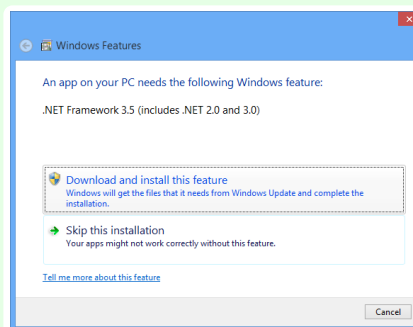 Windows Features
An app on your PC needs the following Windows feature:
.NET Framework 3.5 (includes .NET 2.0 and 3.0)
Download and install this feature
Windows will get the files that it needs from Windows Update and complete the
installation.
Skip this installation
Your apps might not work correctly without this feature.
Tell me more about this feature
Cancel